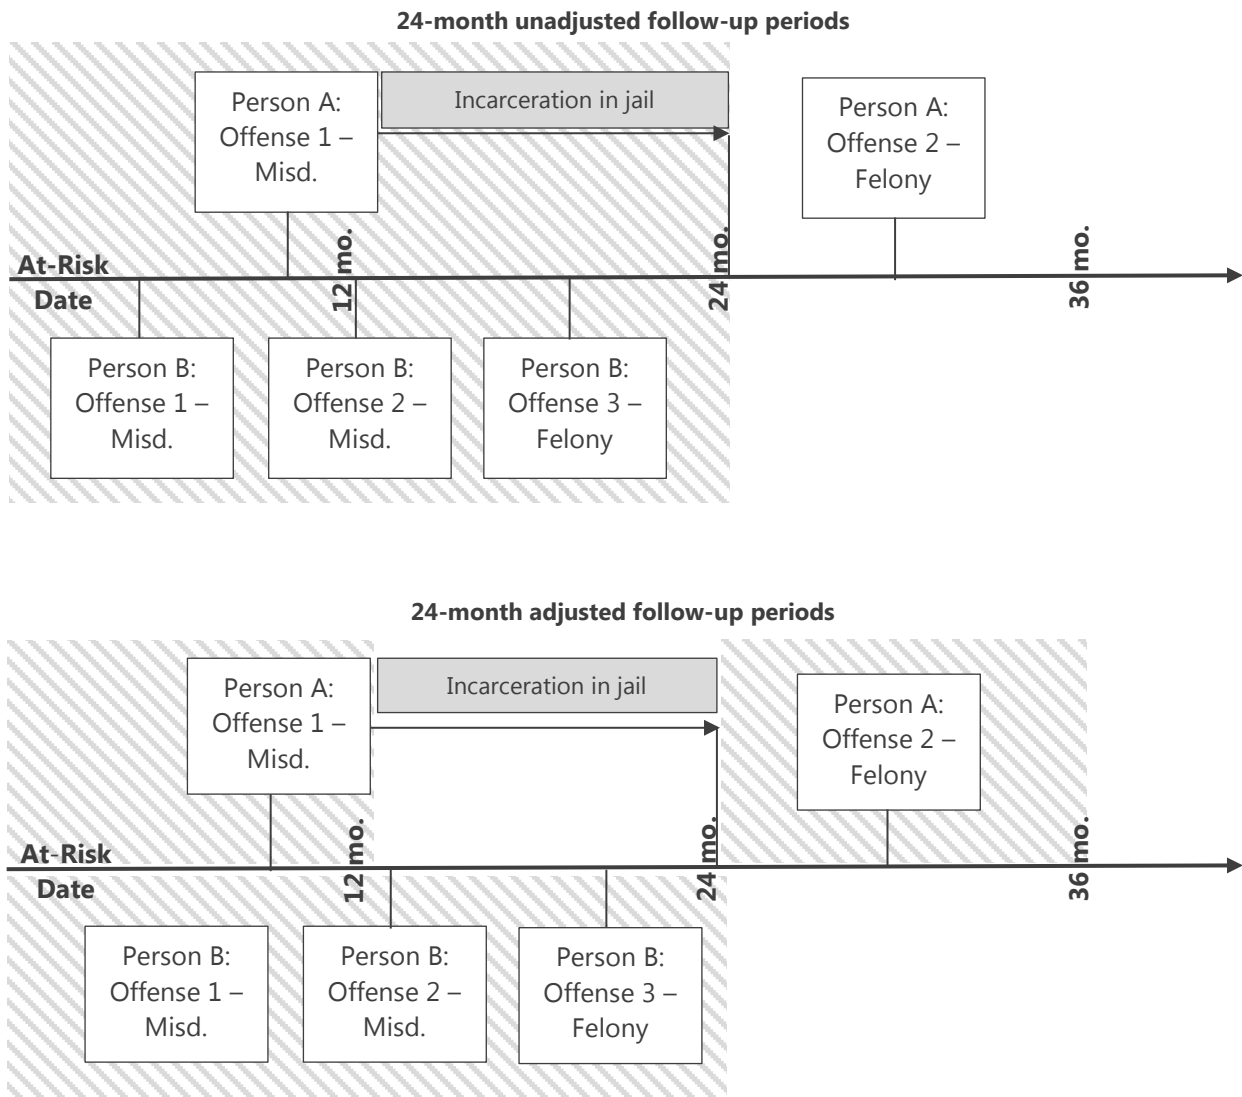 24-month unadjusted follow-up periods
Person A:
Offense 1 –
Misd.
Incarceration in jail
Person A:
Offense 2 –
Felony
At-Risk
Date
12 mo.
24 mo.
36 mo.
Person B:
Offense 1 –
Misd.
Person B:
Offense 2 –
Misd.
Person B:
Offense 3 –
Felony
24-month adjusted follow-up periods
Person A:
Offense 1 –
Misd.
Incarceration in jail
Person A:
Offense 2 –
Felony
At-Risk
Date
12 mo.
24 mo.
36 mo.
Person B:
Offense 1 –
Misd.
Person B:
Offense 2 –
Misd.
Person B:
Offense 3 –
Felony